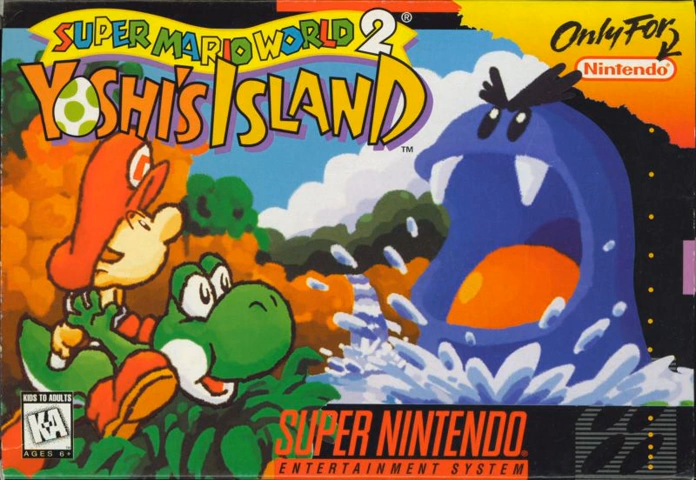 SUPER MARIO WORLD 2®
YOSHI'S ISLAND
TM
Only For
Nintendo®
KIDS TO ADULTS
KA
AGES 6+
SUPER NINTENDO®
ENTERTAINMENT SYSTEM